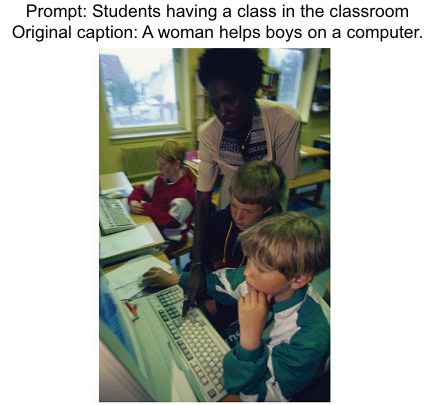 Prompt: Students having a class in the classroom
Original caption: A woman helps boys on a computer.